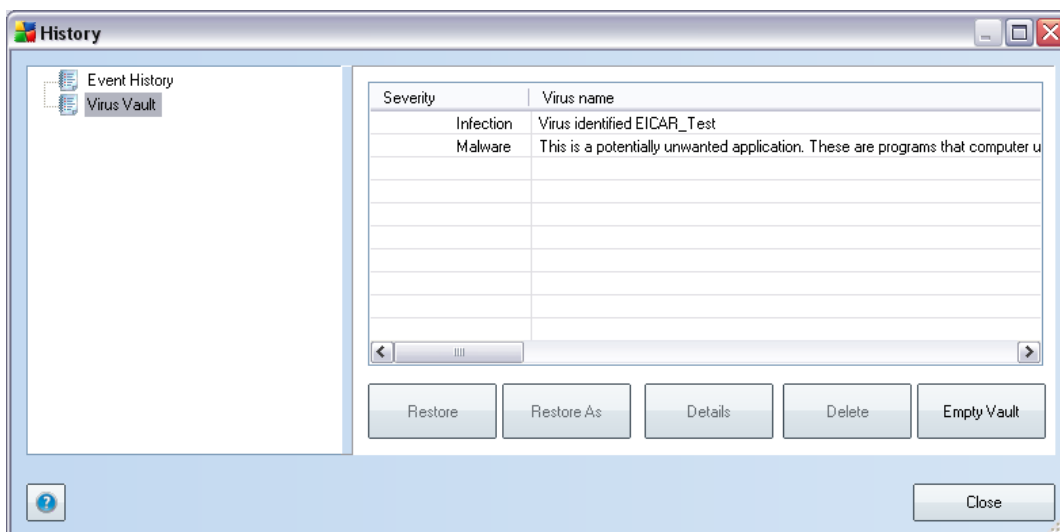 History
Event History
Virus Vault
Severity Virus name
Infection Virus identified EICAR_Test
Malware This is a potentially unwanted application. These are programs that computer u
Restore Restore As Details Delete Empty Vault
Close